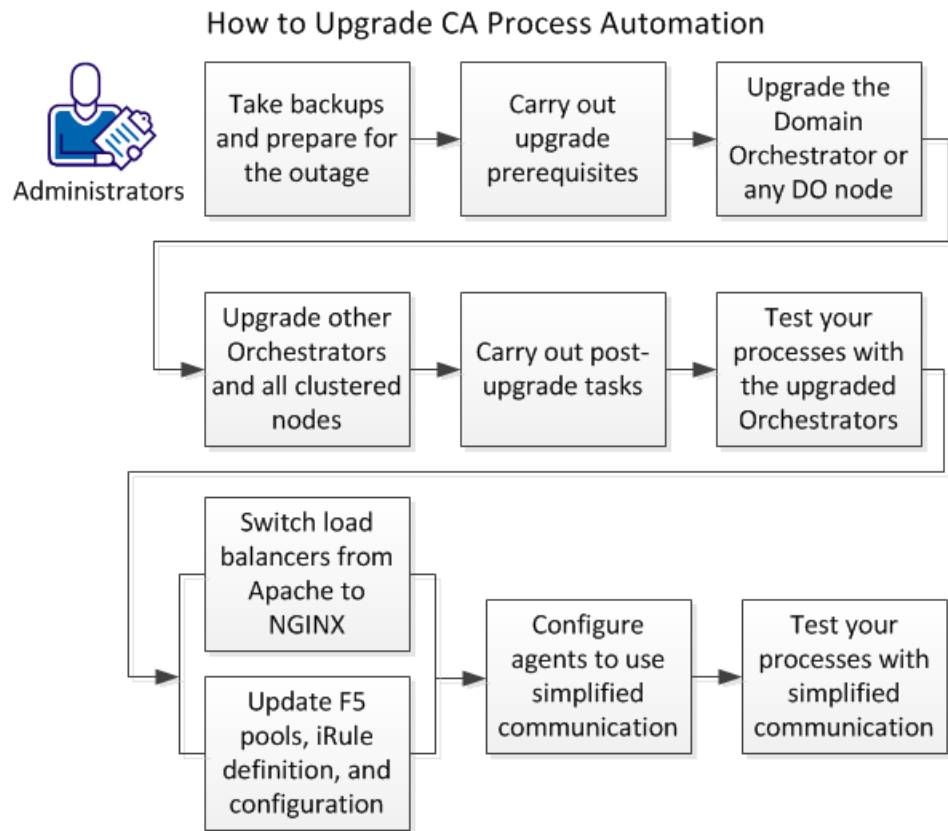 How to Upgrade CA Process Automation
Administrators
Take backups
and prepare for
the outage
Carry out
upgrade
prerequisites
Upgrade the
Domain
Orchestrator or
any DO node
Upgrade other
Orchestrators
and all clustered
nodes
Carry out post-
upgrade tasks
Test your
processes with
the upgraded
Orchestrators
Switch load
balancers from
Apache to
NGINX
Update F5
pools, iRule
definition, and
configuration
Configure
agents to use
simplified
communication
Test your
processes with
simplified
communication